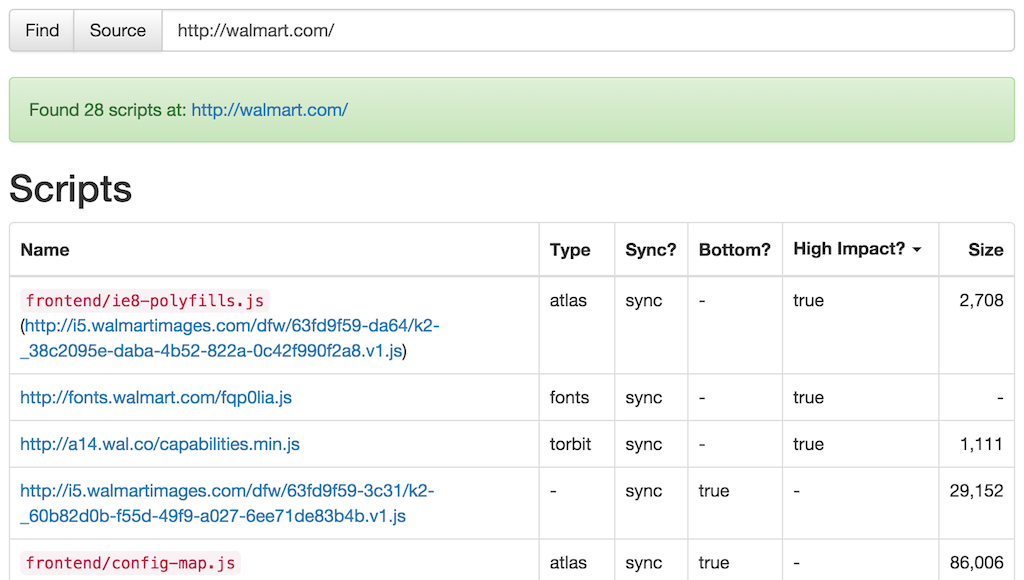 Find Source http://walmart.com/
Found 28 scripts at: http://walmart.com/
Scripts
Name Type Sync? Bottom? High Impact? Size
frontend/ie8-polyfills.js atlas sync - true 2,708
(http://i5.walmartimages.com/dfw/63fd9f59-da64/k2-
_38c2095e-daba-4b52-822a-0c42f990f2a8.v1.js)
http://fonts.walmart.com/fqp0lia.js fonts sync - true -
http://a14.wal.co/capabilities.min.js torbit sync - true 1,111
http://i5.walmartimages.com/dfw/63fd9f59-3c31/k2- - sync true - 29,152
_60b82d0b-f55d-49f9-a027-6ee71de83b4b.v1.js
frontend/config-map.js atlas sync true - 86,006